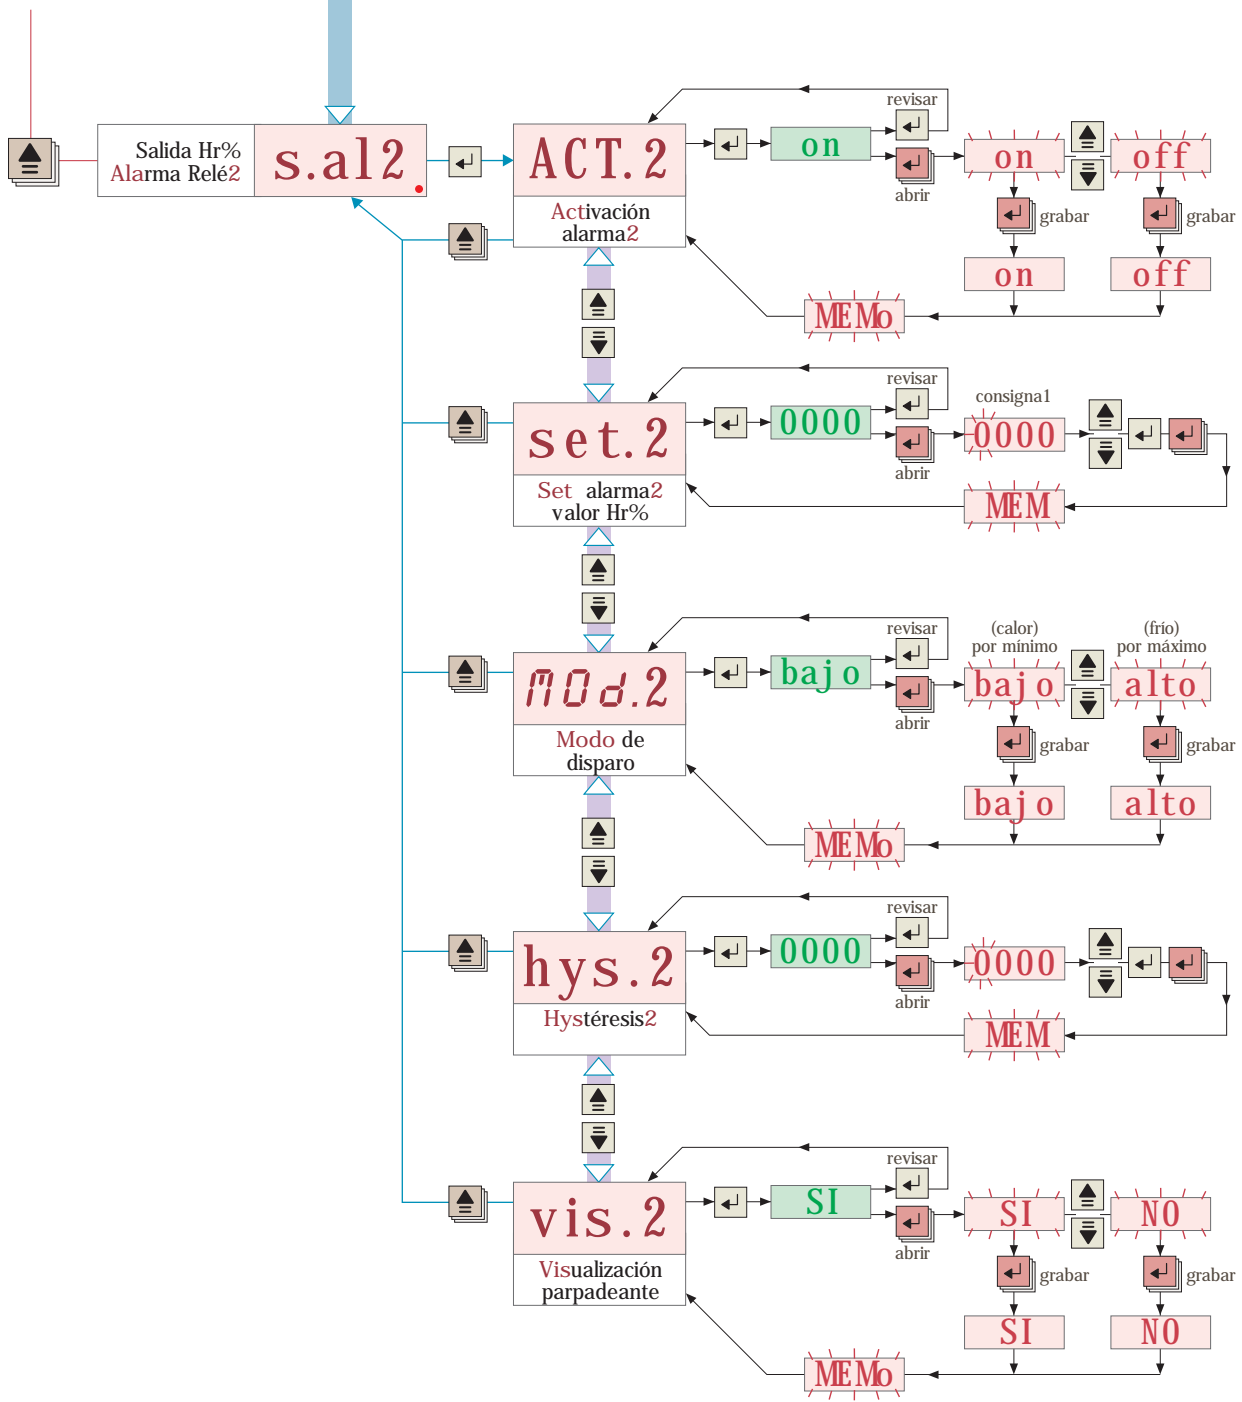 Salida Hr%
Alarma Relé2
s.al2
ACT.2
Activación
alarma2
on
revisar
abrir
on
off
grabar
grabar
on
off
MEMo
set.2
Set alarma2
valor Hr%
0000
revisar
abrir
consigna1
0000
MEM
MOd.2
Modo de
disparo
bajo
revisar
abrir
(calor)
por mínimo
bajo
(frío)
por máximo
alto
grabar
grabar
bajo
alto
MEMo
hys.2
Hystéresis2
0000
revisar
abrir
0000
MEM
vis.2
Visualización
parpadeante
SI
revisar
abrir
SI
NO
grabar
grabar
SI
NO
MEMo